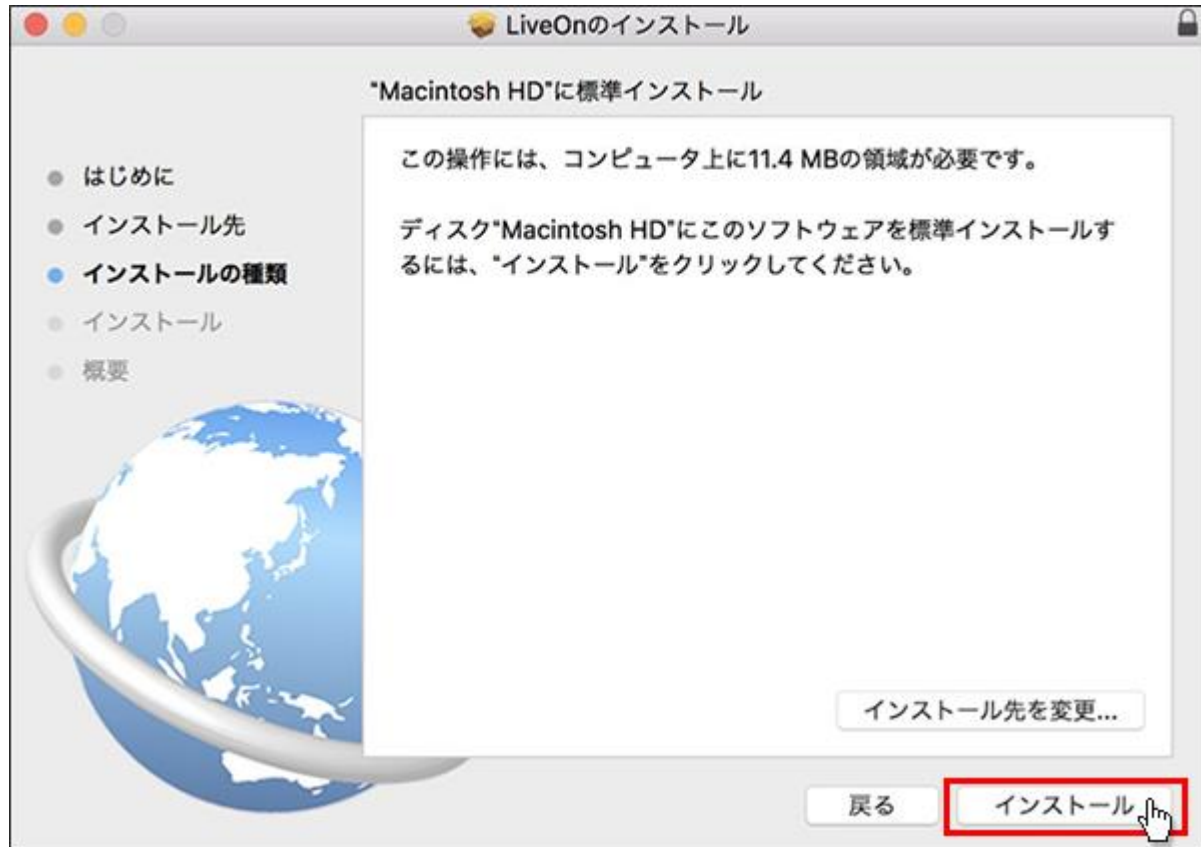 LiveOnのインストール
"Macintosh HD"に標準インストール
はじめに
インストール先
インストールの種類
インストール
概要
この操作には、コンピュータ上に11.4 MBの領域が必要です。
ディスク"Macintosh HD"にこのソフトウェアを標準インストールす
るには、"インストール"をクリックしてください。
インストール先を変更...
戻る
インストール